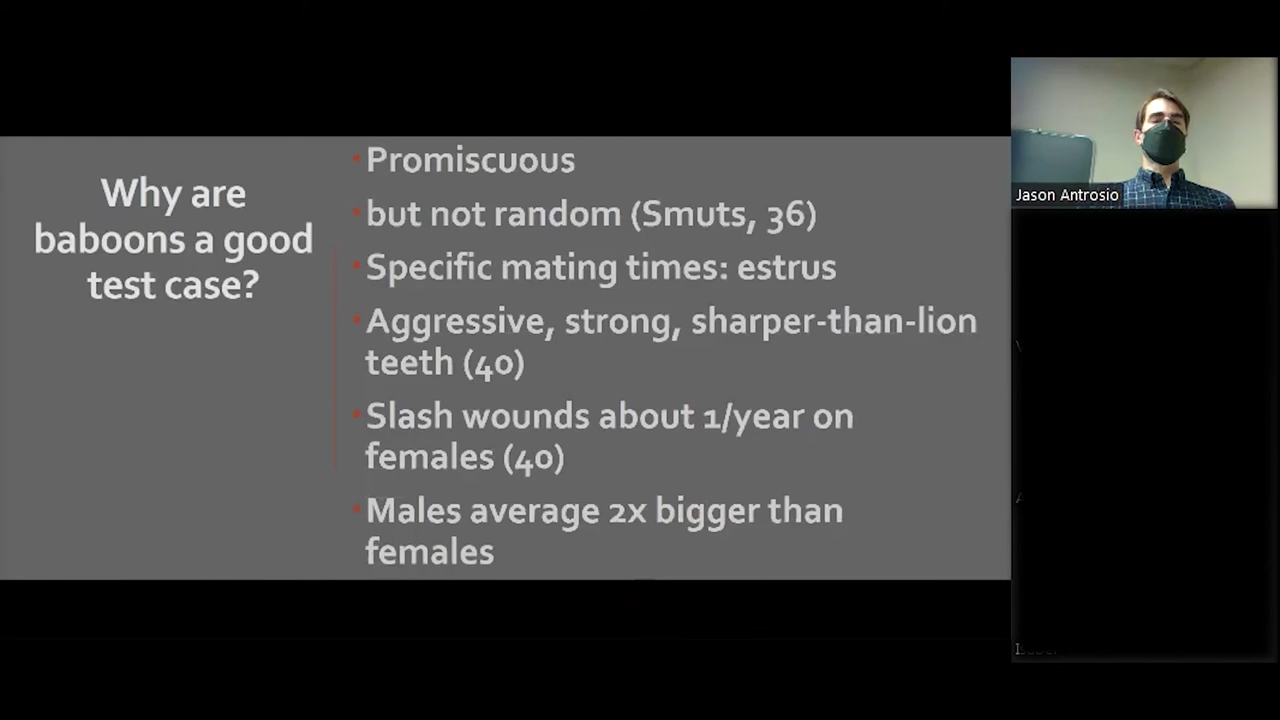 Why are
baboons a good
test case?
Promiscuous
but not random (Smuts, 36)
Specific mating times: estrus
Aggressive, strong, sharper-than-lion
teeth (40)
Slash wounds about 1/year on
females (40)
Males average 2x bigger than
females
Jason Antrosio